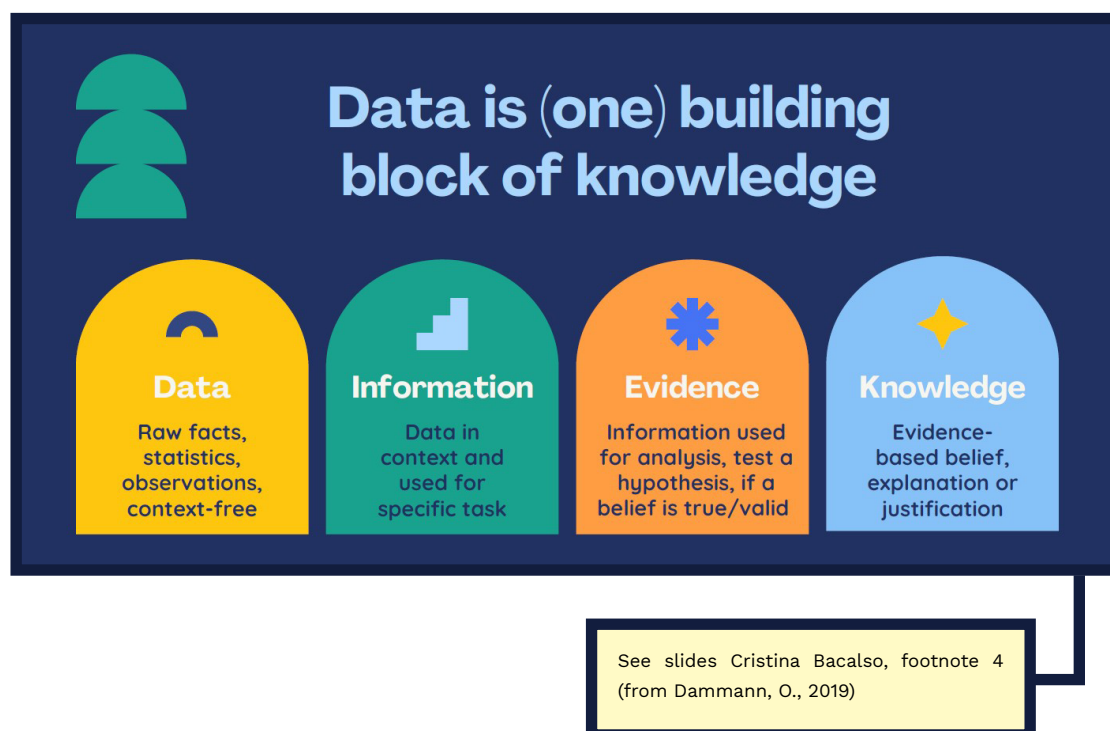 Data is (one) building
block of knowledge
Data
Raw facts,
statistics,
observations,
context-free
Information
Data in
context and
used for
specific task
Evidence
Information used
for analysis, test a
hypothesis, if a
belief is true/valid
Knowledge
Evidence-
based belief,
explanation or
justification
See slides Cristina Bacalso, footnote 4
(from Dammann, O., 2019)